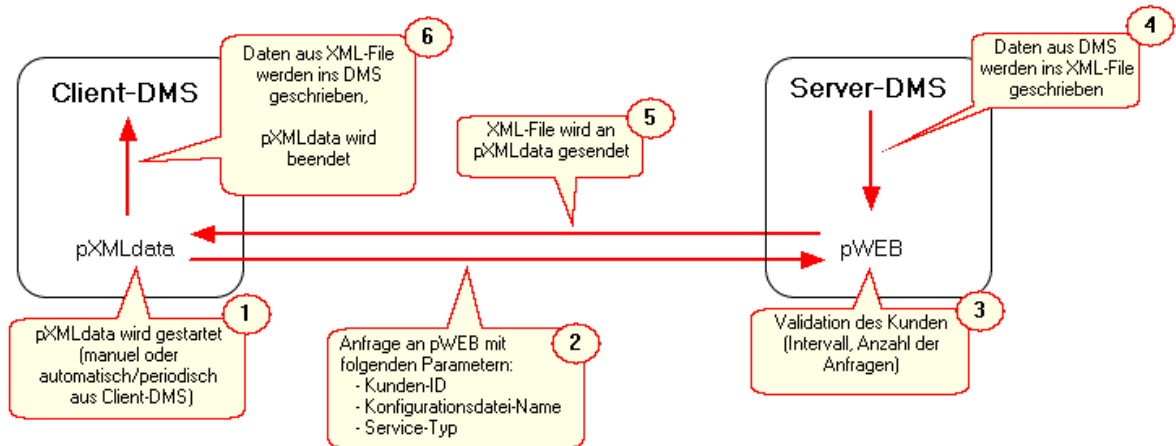 6
Daten aus XML-File
werden ins DMS
geschrieben,
pXMLdata wird
beendet
4
Daten aus DMS
werden ins XML-File
geschrieben
Client-DMS
Server-DMS
5
XML-File wird an
pXMLdata gesendet
pXMLdata
pWEB
1
pXMLdata wird gestartet
(manuel oder
automatisch/periodisch
aus Client-DMS)
2
Anfrage an pWEB mit
folgenden Parametern:
- Kunden-ID
- Konfigurationsdatei-Name
- Service-Typ
3
Validation des Kunden
(Intervall, Anzahl der
Anfragen)